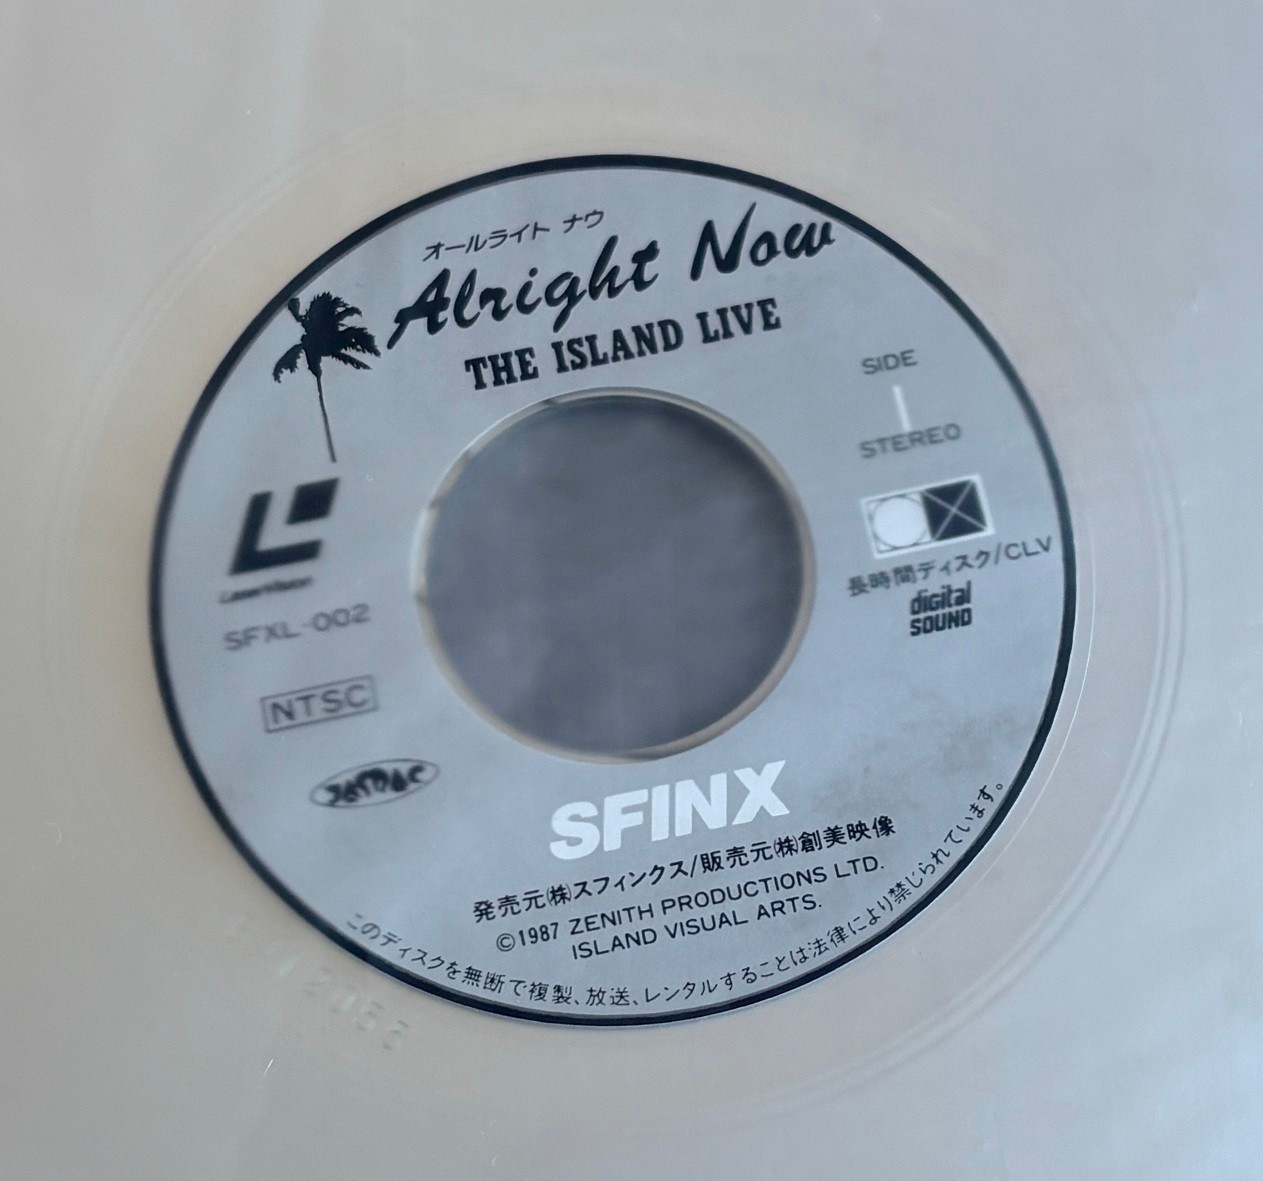 オールライト ナウ
Alright Now
THE ISLAND LIVE
SIDE
1
STEREO
LaserVision
SFXL-002
長時間ディスク/CLV
digital
SOUND
NTSC
SFINX
発売元㈱スフィンクス/販売元㈱創美映像
©1987 ZENITH PRODUCTIONS LTD.
ISLAND VISUAL ARTS.
このディスクを無断で複製、放送、レンタルすることは法律により禁じられています。